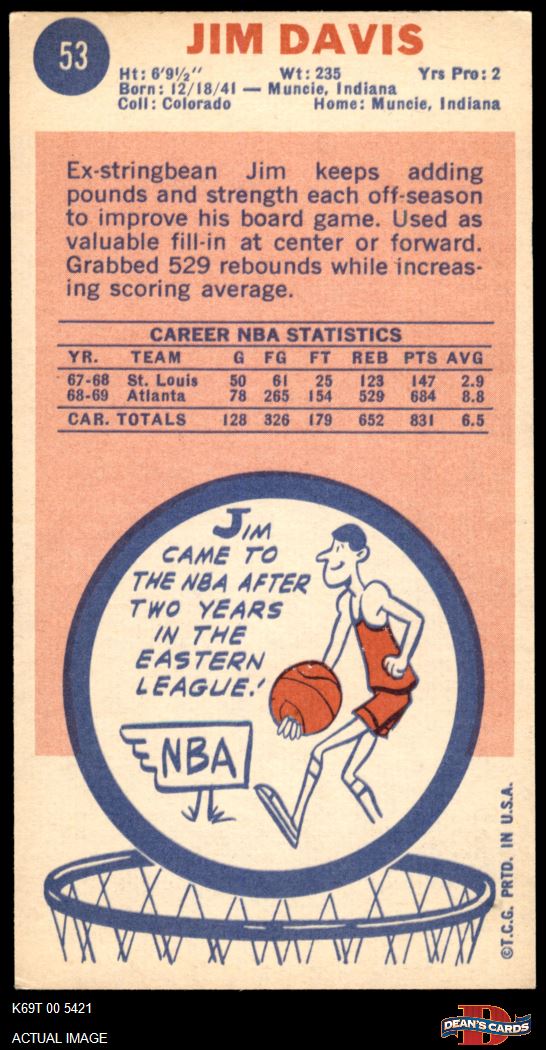 53
JIM DAVIS
Ht: 6'9½" Wt: 235 Yrs Pro: 2
Born: 12/18/41 — Muncie, Indiana
Coll: Colorado Home: Muncie, Indiana
Ex-stringbean Jim keeps adding
pounds and strength each off-season
to improve his board game. Used as
valuable fill-in at center or forward.
Grabbed 529 rebounds while increas-
ing scoring average.
CAREER NBA STATISTICS
YR. TEAM G FG FT REB PTS AVG
67-68 St. Louis 50 61 25 123 147 2.9
68-69 Atlanta 78 265 154 529 684 8.8
CAR. TOTALS 128 326 179 652 831 6.5
JIM
CAME TO
THE NBA AFTER
TWO YEARS
IN THE
EASTERN
LEAGUE.'
NBA
©T.C.G. PRTD. IN U.S.A.
K69T 00 5421
ACTUAL IMAGE
D
DEAN'S CARDS